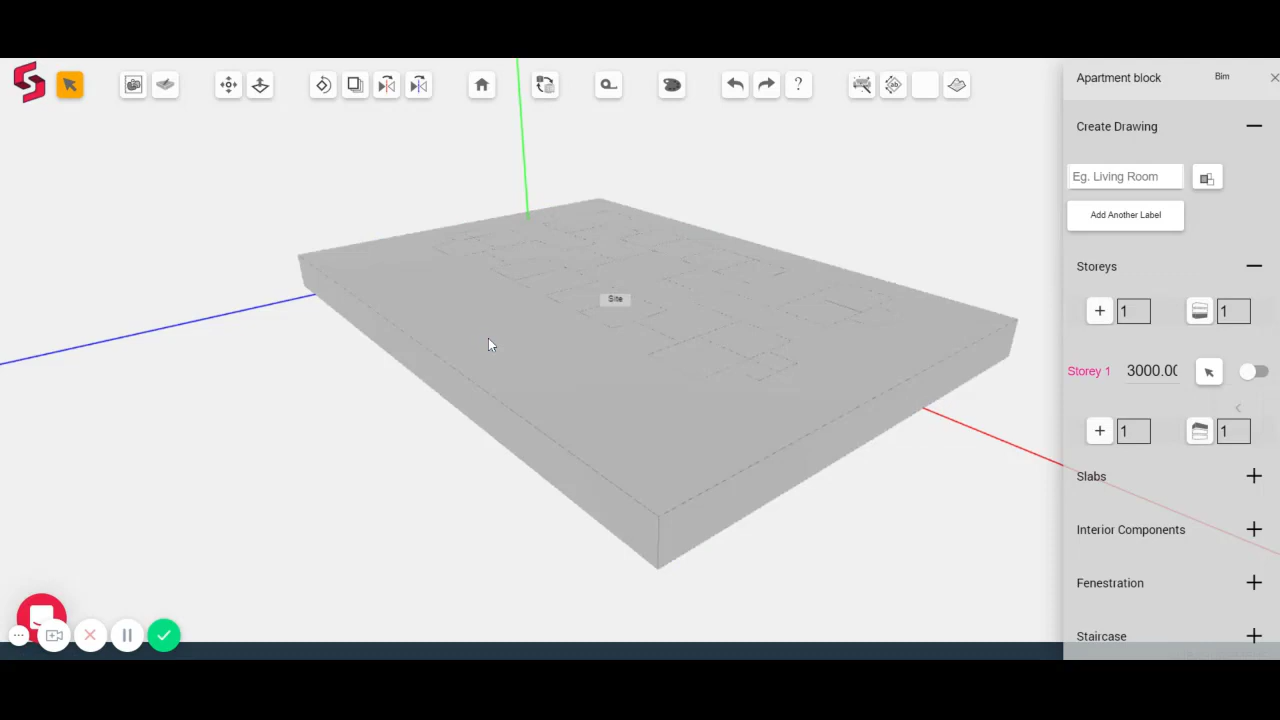 Apartment block
Bim
Create Drawing
Eg. Living Room
Add Another Label
Storeys
1
1
Storey 1
3000.00
1
1
Slabs
Interior Components
Fenestration
Staircase
Site
?